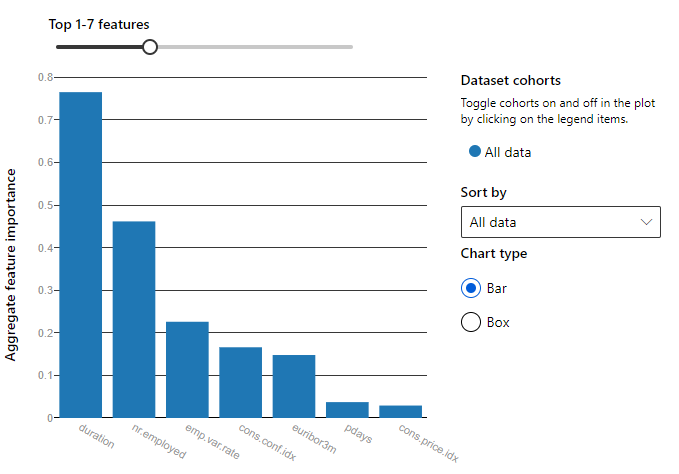 Top 1-7 features
Aggregate feature importance
0.8
0.7
0.6
0.5
0.4
0.3
0.2
0.1
0
duration
nr.employed
emp.var.rate
cons.conf.idx
euribor3m
pdays
cons.price.idx
Dataset cohorts
Toggle cohorts on and off in the plot
by clicking on the legend items.
All data
Sort by
All data
Chart type
Bar
Box